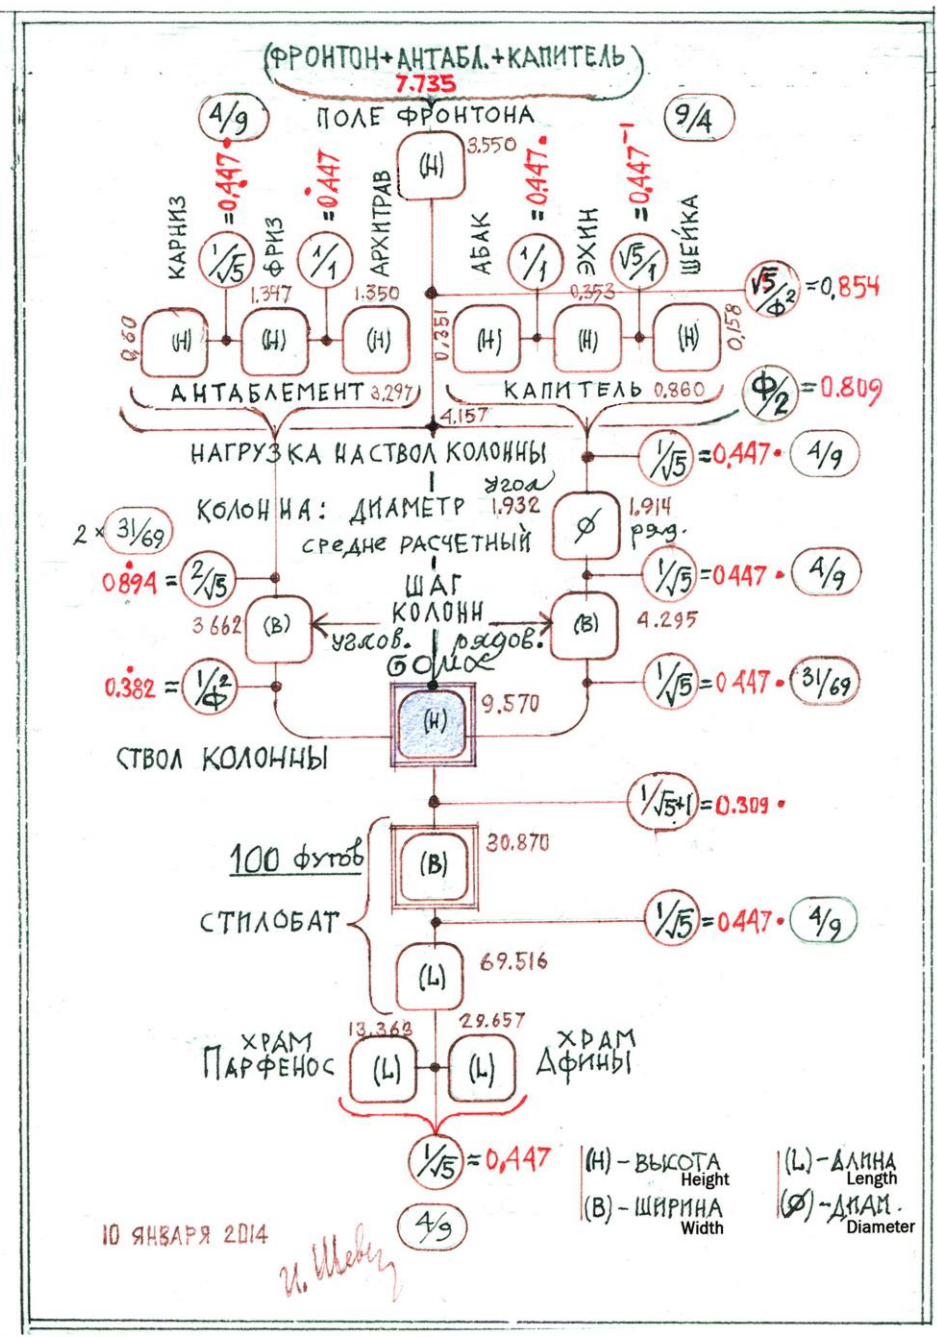 (ФРОНТОН+АНТАБЛ.+КАПИТЕЛЬ)
7.735
4/9
ПОЛЕ ФРОНТОНА
9/4
(H)
3.550
КАРНИЗ
1/√5
=0,447
ФРИЗ
1/1
=0.447
АРХИТРАВ
АБАК
1/1
=0.447
ЭХИН
√5/1
=0.447⁻¹
ШЕЙКА
√5/Ф² =0,854
0,60
(H)
1.347
(H)
1.350
(H)
0,351
(H)
0,353
(H)
0,158
(H)
АНТАБЛЕМЕНТ 3.297
КАПИТЕЛЬ 0.860
Ф/2 =0.809
4.157
НАГРУЗКА НА СТВОЛ КОЛОННЫ
1/√5 =0,447 4/9
КОЛОННА: ДИАМЕТР
угол
1.932
Ø
1.914
ряд.
СРЕДНЕ РАСЧЕТНЫЙ
2× 31/69
0.894 = 2/√5
1/√5 =0.447 4/9
ШАГ
КОЛОНН
3.662
(B)
углов. рядов.
(B)
4.295
0.382 = 1/Ф²
1/√5 =0.447 31/69
(H)
9.570
СТВОЛ КОЛОННЫ
1/√5+1 =0.309
100 футов
(B)
30.870
СТИЛОБАТ
1/√5 =0.447 4/9
(L)
69.516
ХРАМ
ПАРФЕНОС
13.363
(L)
29.657
(L)
ХРАМ
АФИНЫ
1/√5 =0,447
4/9
(H)-ВЫСОТА
Height
(B)-ШИРИНА
Width
(L)-ДЛИНА
Length
(Ø)-ДИАМ.
Diameter
10 ЯНВАРЯ 2014